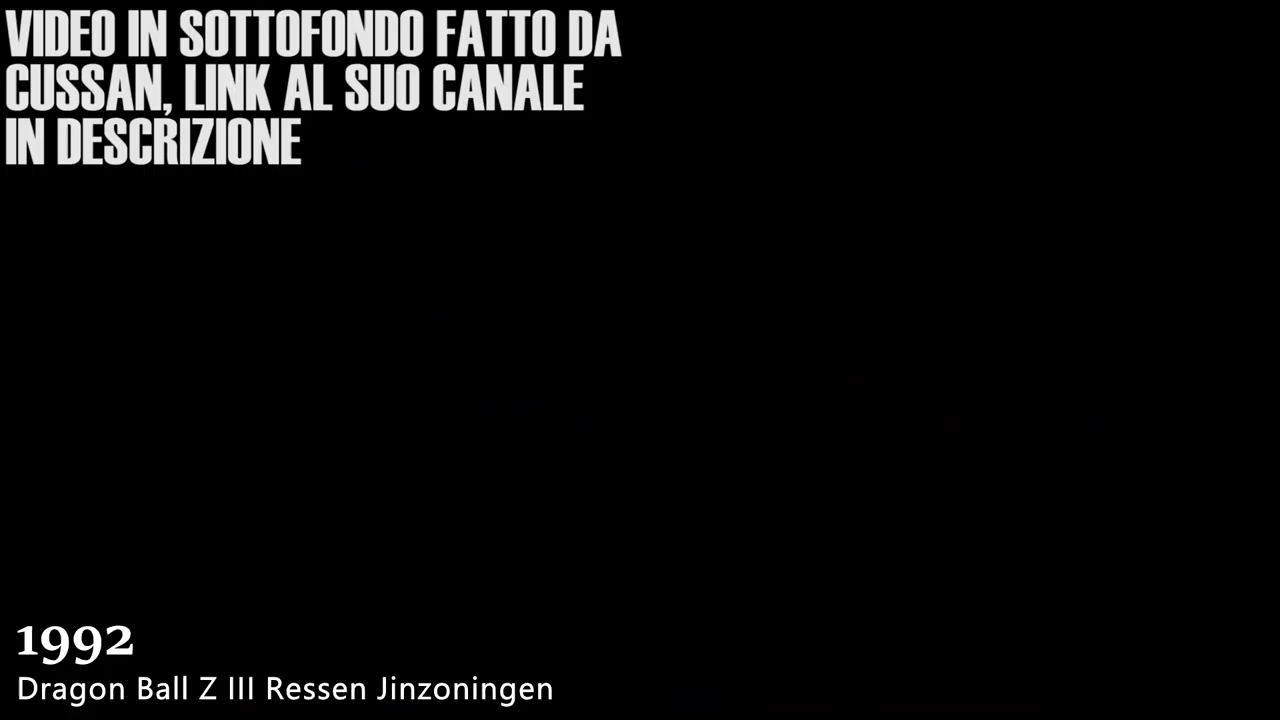 VIDEO IN SOTTOFONDO FATTO DA
CUSSAN, LINK AL SUO CANALE
IN DESCRIZIONE
1992
Dragon Ball Z III Ressen Jinzoningen